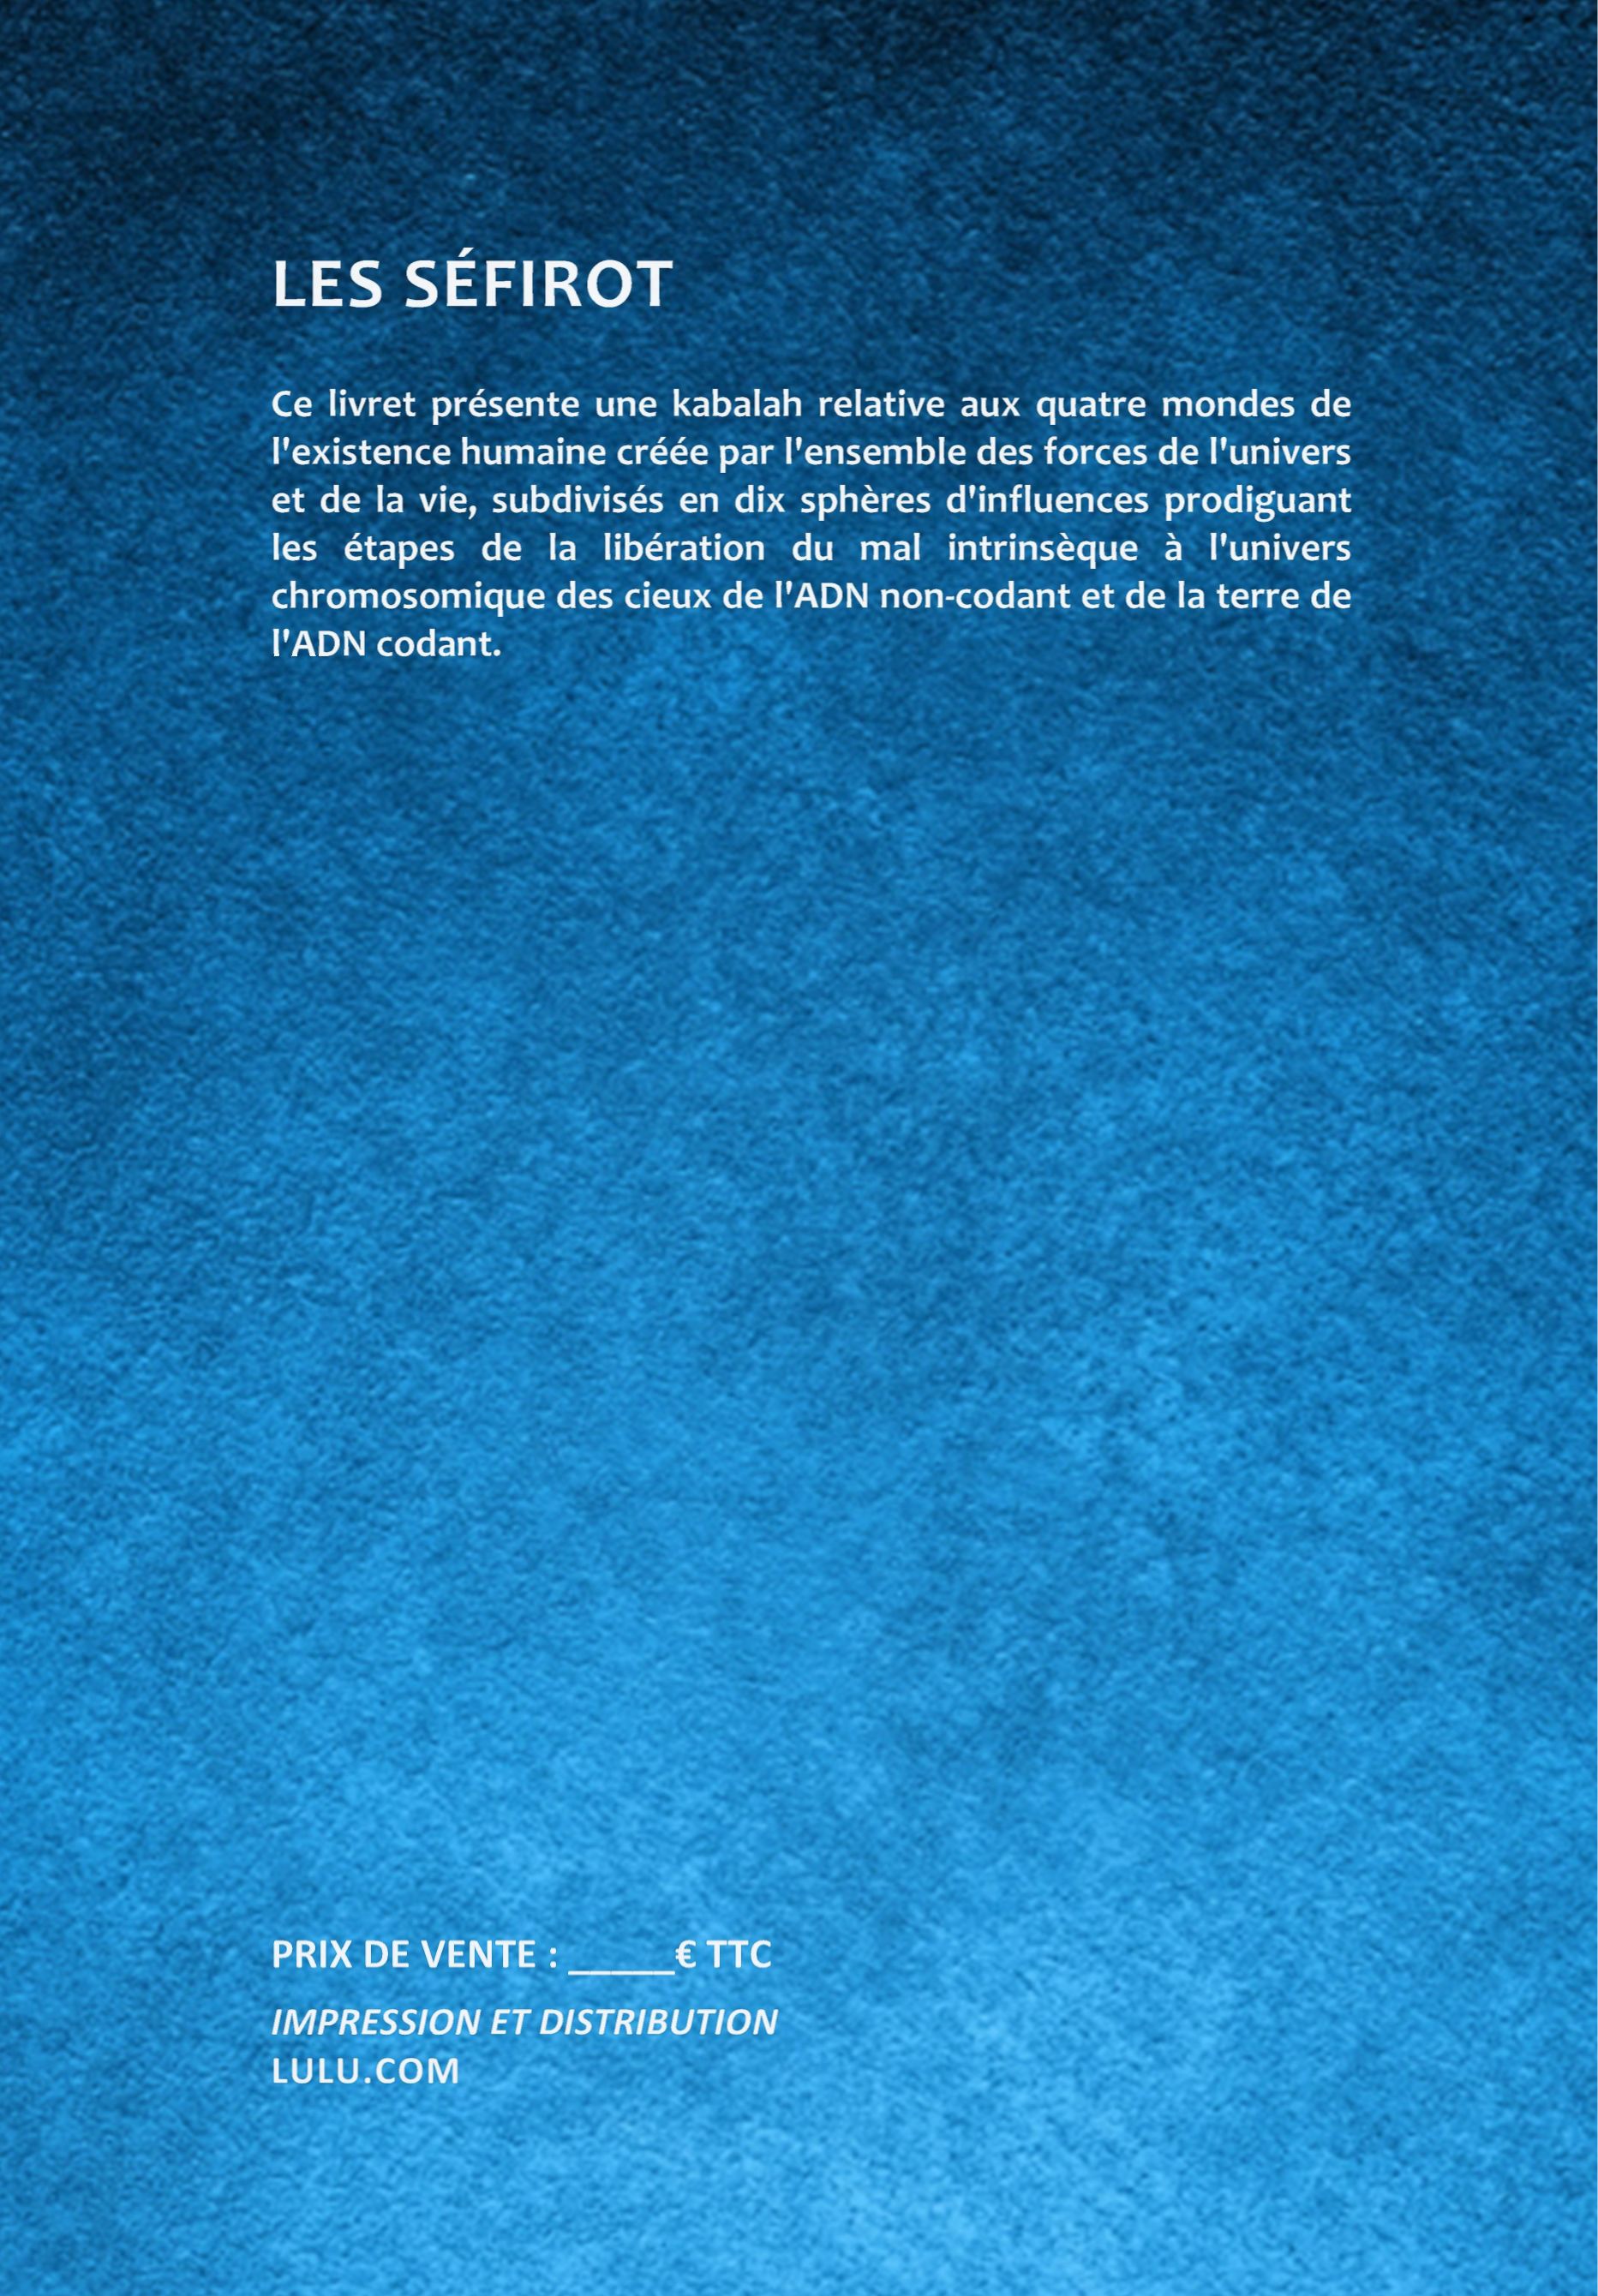 LES SÉFIROT
Ce livret présente une kabalah relative aux quatre mondes de
l'existence humaine créée par l'ensemble des forces de l'univers
et de la vie, subdivisés en dix sphères d'influences prodiguant
les étapes de la libération du mal intrinsèque à l'univers
chromosomique des cieux de l'ADN non-codant et de la terre de
l'ADN codant.
PRIX DE VENTE : _____€ TTC
IMPRESSION ET DISTRIBUTION
LULU.COM